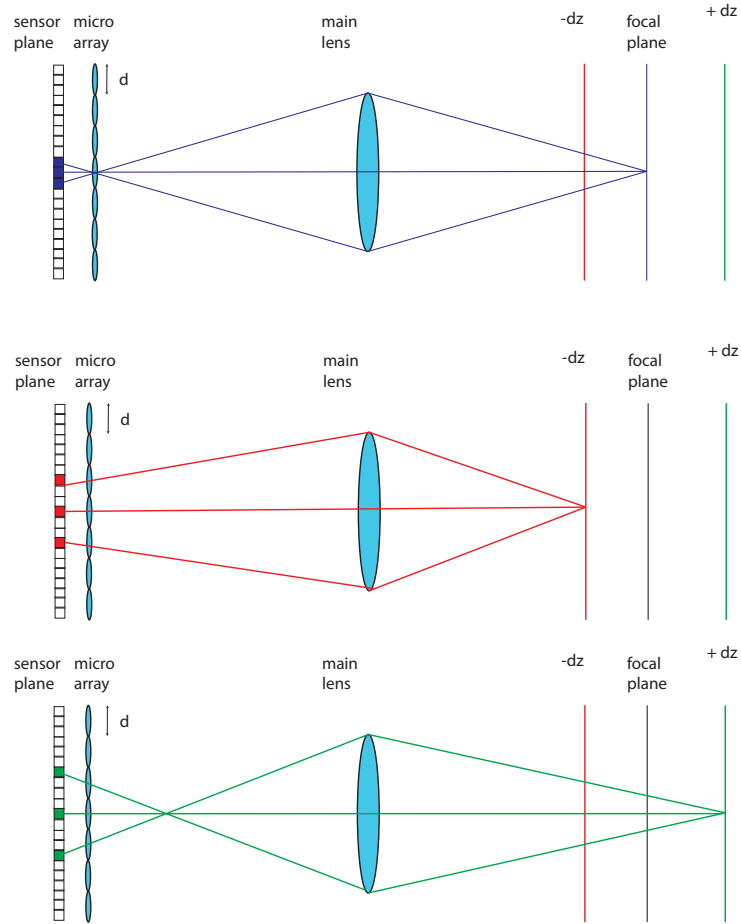 sensor plane
micro array
main lens
-dz
focal plane
+ dz
d
sensor plane
micro array
main lens
-dz
focal plane
+ dz
d
sensor plane
micro array
main lens
-dz
focal plane
+ dz
d